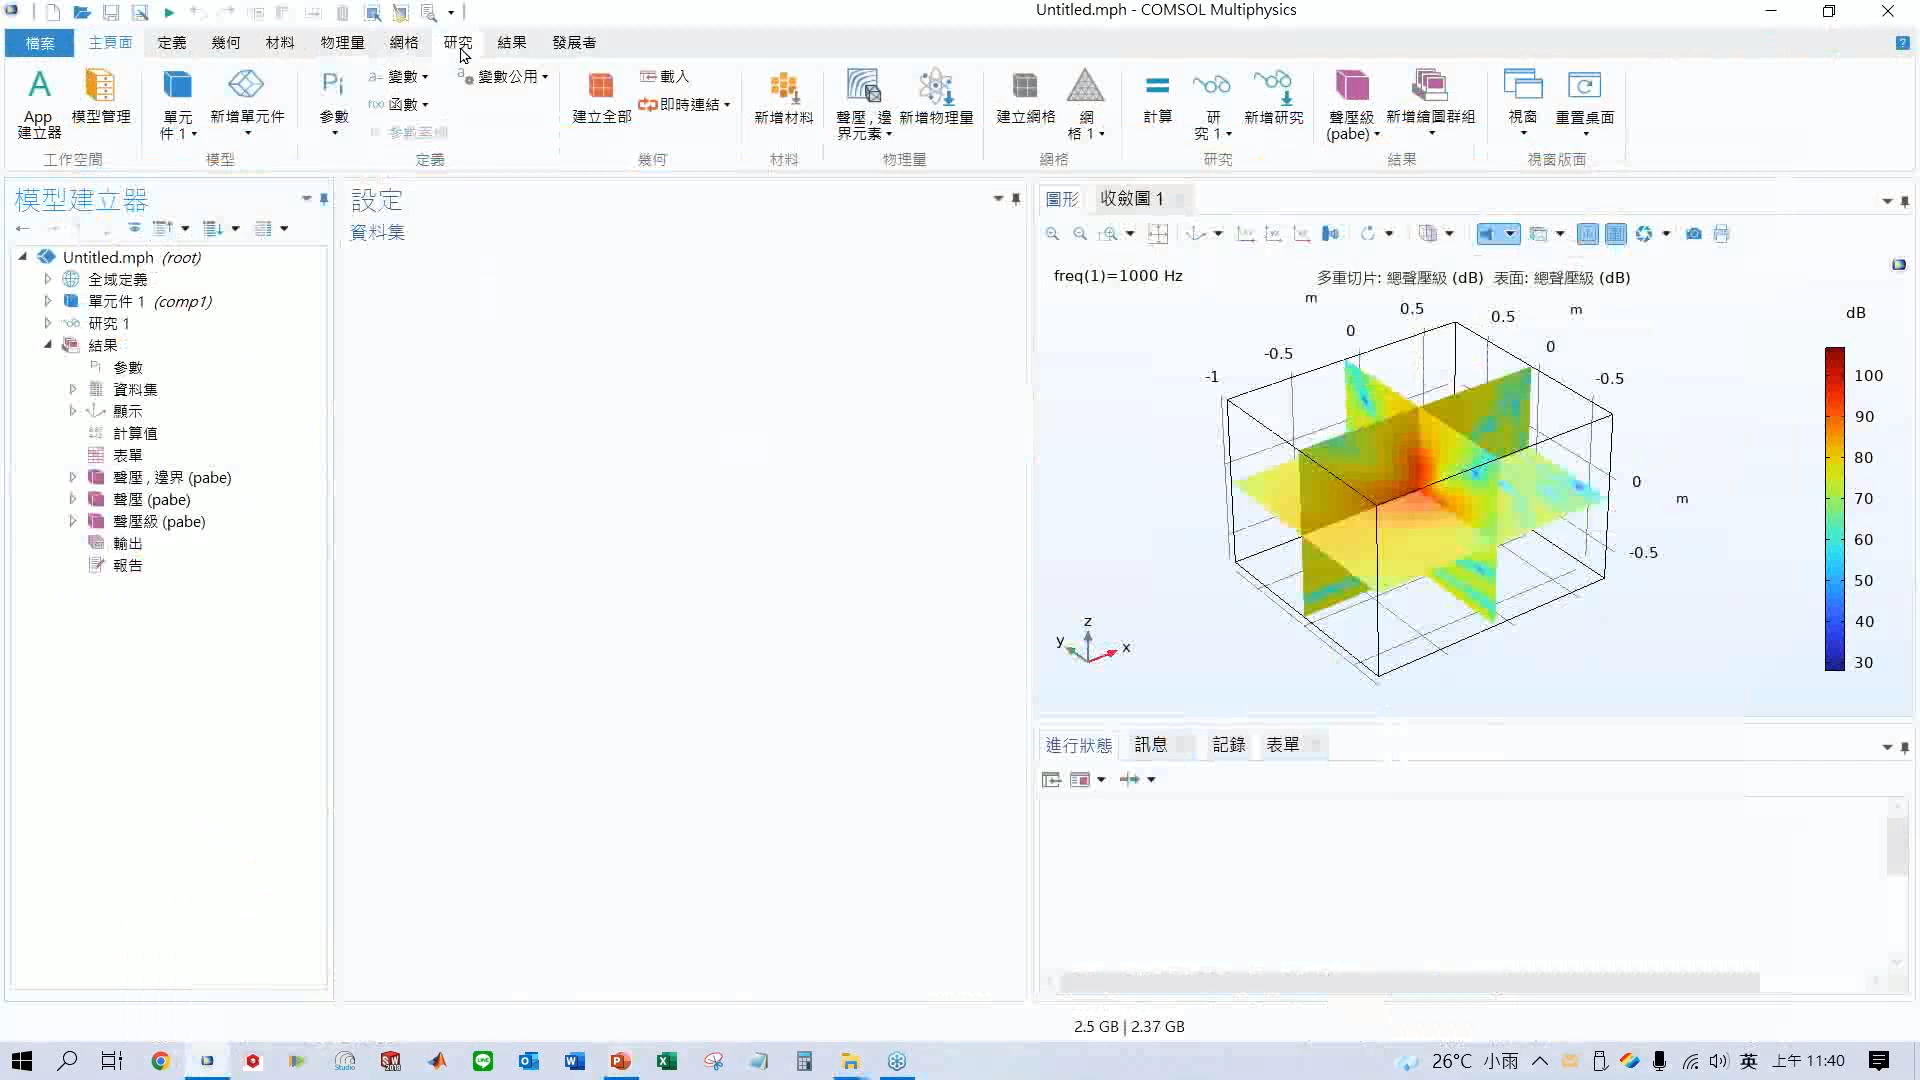 Untitled.mph - COMSOL Multiphysics
檔案 主頁面 定義 幾何 材料 物理量 網格 研究 結果 發展者
App 建立器
模型管理
工作空間
單元件 1
新增單元件
模型
Pi
參數
a= 變數
f(x) 函數
變數公用
定義
建立全部
載入
即時連結
幾何
新增材料
材料
聲壓 , 邊界元素
新增物理量
物理量
建立網格
網格 1
網格
計算
研究 1
新增研究
研究
聲壓級 (pabe)
新增繪圖群組
結果
視窗
重置桌面
視窗版面
模型建立器
Untitled.mph (root)
全域定義
單元件 1 (comp1)
研究 1
結果
參數
資料集
顯示
計算值
表單
聲壓 , 邊界 (pabe)
聲壓 (pabe)
聲壓級 (pabe)
輸出
報告
設定
資料集
圖形 收斂圖 1
freq(1)=1000 Hz
多重切片: 總聲壓級 (dB) 表面: 總聲壓級 (dB)
m
0.5
0
-0.5
-1
m
0.5
0
-0.5
0
m
-0.5
z
y
x
dB
100
90
80
70
60
50
40
30
進行狀態 訊息 記錄 表單
2.5 GB | 2.37 GB
Studio
SW
2018
LINE
26°C 小雨
英
上午 11:40